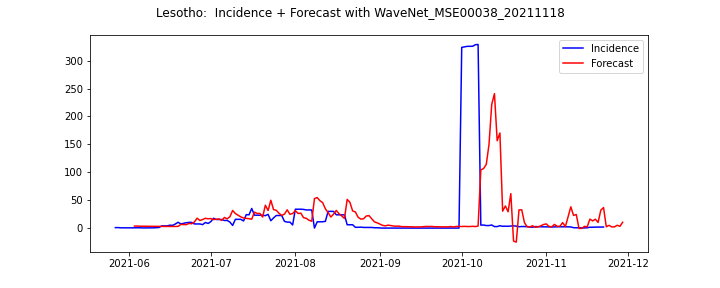 Lesotho:  Incidence + Forecast with WaveNet_MSE00038_20211118
Incidence
Forecast
300
250
200
150
100
50
0
2021-06 2021-07 2021-08 2021-09 2021-10 2021-11 2021-12